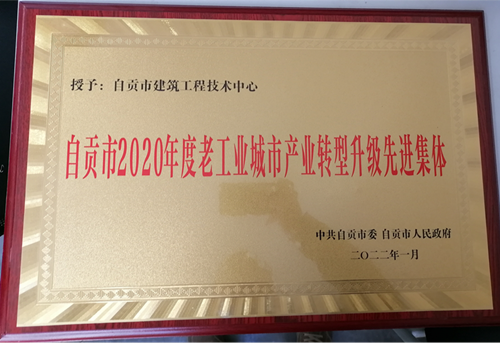 授予：自贡市建筑工程技术中心
自贡市2020年度老工业城市产业转型升级先进集体
中共自贡市委 自贡市人民政府
二〇二二年一月